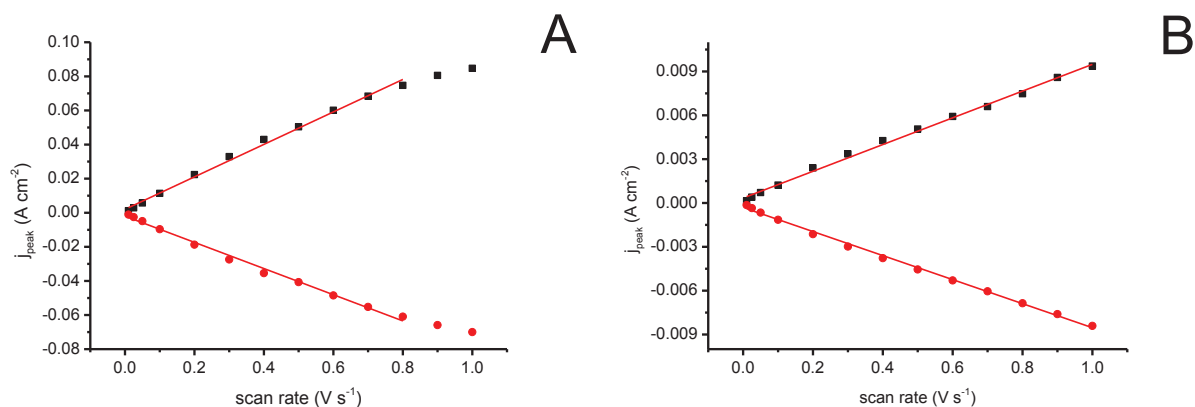 A
0.10
0.08
0.06
0.04
0.02
0.00
-0.02
-0.04
-0.06
-0.08
j_peak (A cm⁻²)
0.0 0.2 0.4 0.6 0.8 1.0
scan rate (V s⁻¹)
B
0.009
0.006
0.003
0.000
-0.003
-0.006
-0.009
j_peak (A cm⁻²)
0.0 0.2 0.4 0.6 0.8 1.0
scan rate (V s⁻¹)